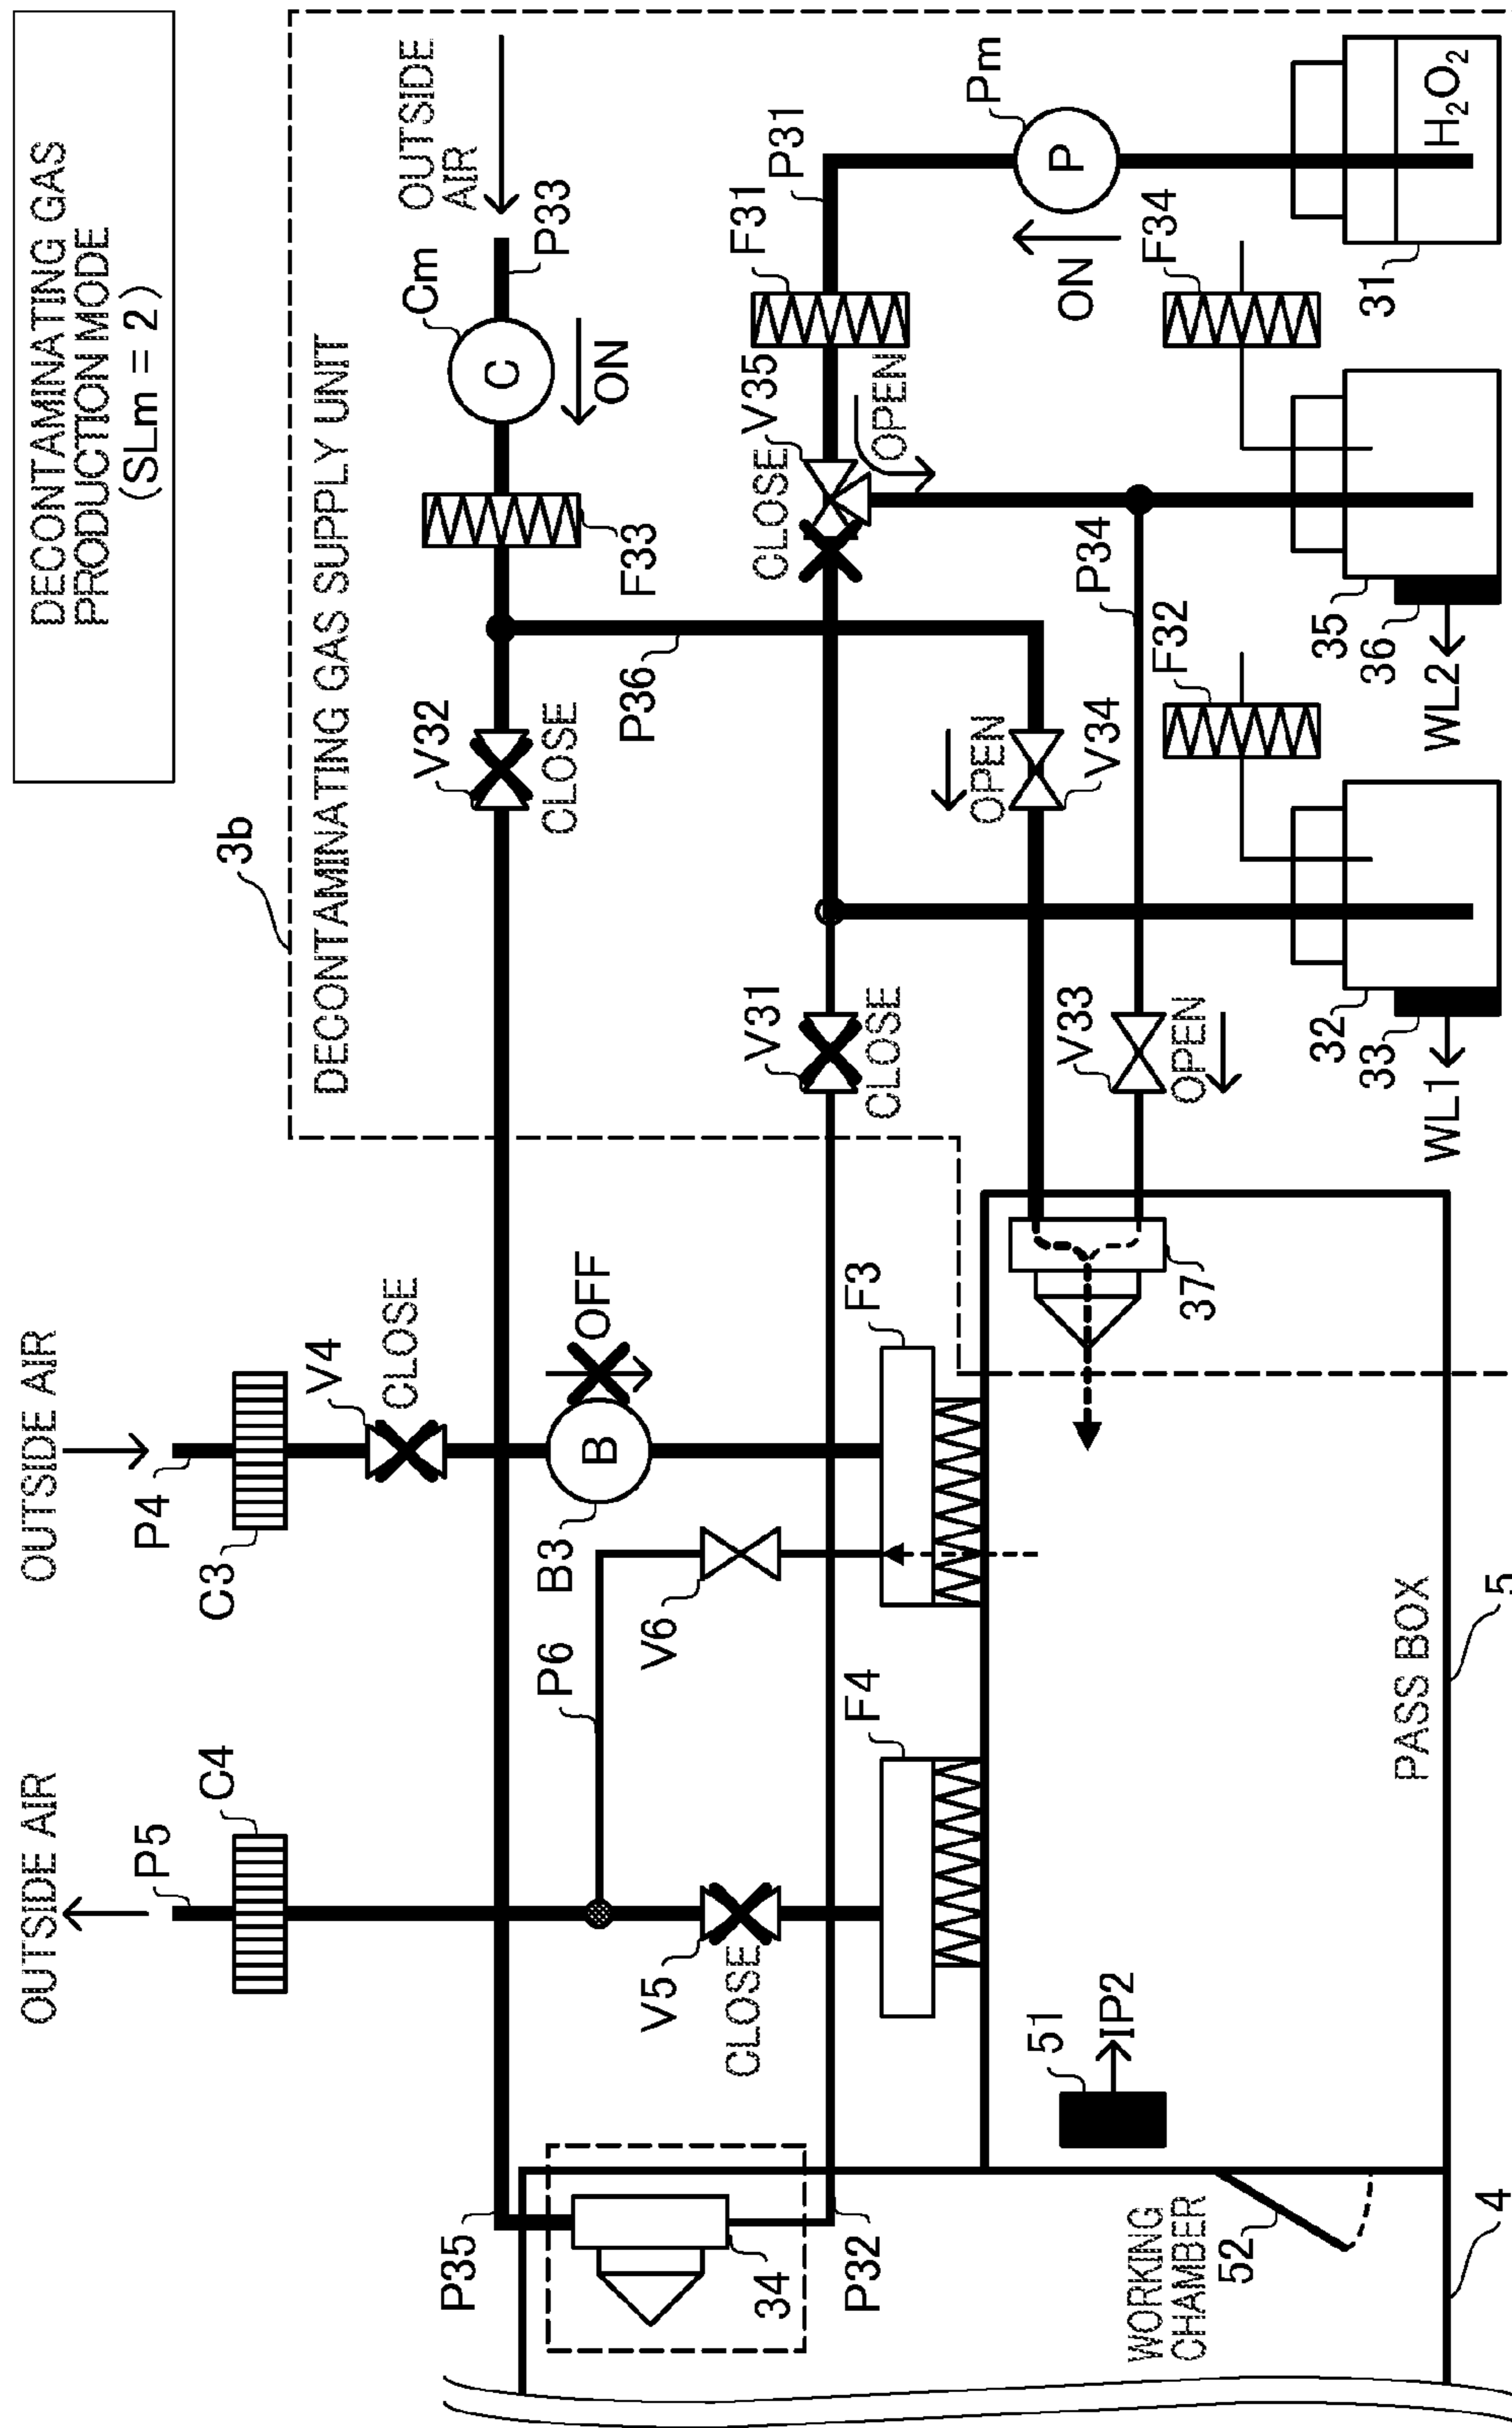 DECONTAMINATING GAS
PRODUCTION MODE
(SLm = 2)
3b
DECONTAMINATING GAS SUPPLY UNIT
OUTSIDE AIR
OUTSIDE AIR
OUTSIDE
AIR
P5
C4
P4
C3
V4
CLOSE
V32
CLOSE
F33
Cm
C
ON
P33
P35
P6
B3
B
OFF
P36
V5
CLOSE
V6
V31
CLOSE
CLOSE
V35
OPEN
F31
P31
34
P32
F4
F3
OPEN
V34
Pm
P
ON
51
IP2
37
V33
OPEN
P34
F32
F34
WORKING
CHAMBER
52
PASS BOX
32
33
WL1
35
36
WL2
31
H2O2
4
5